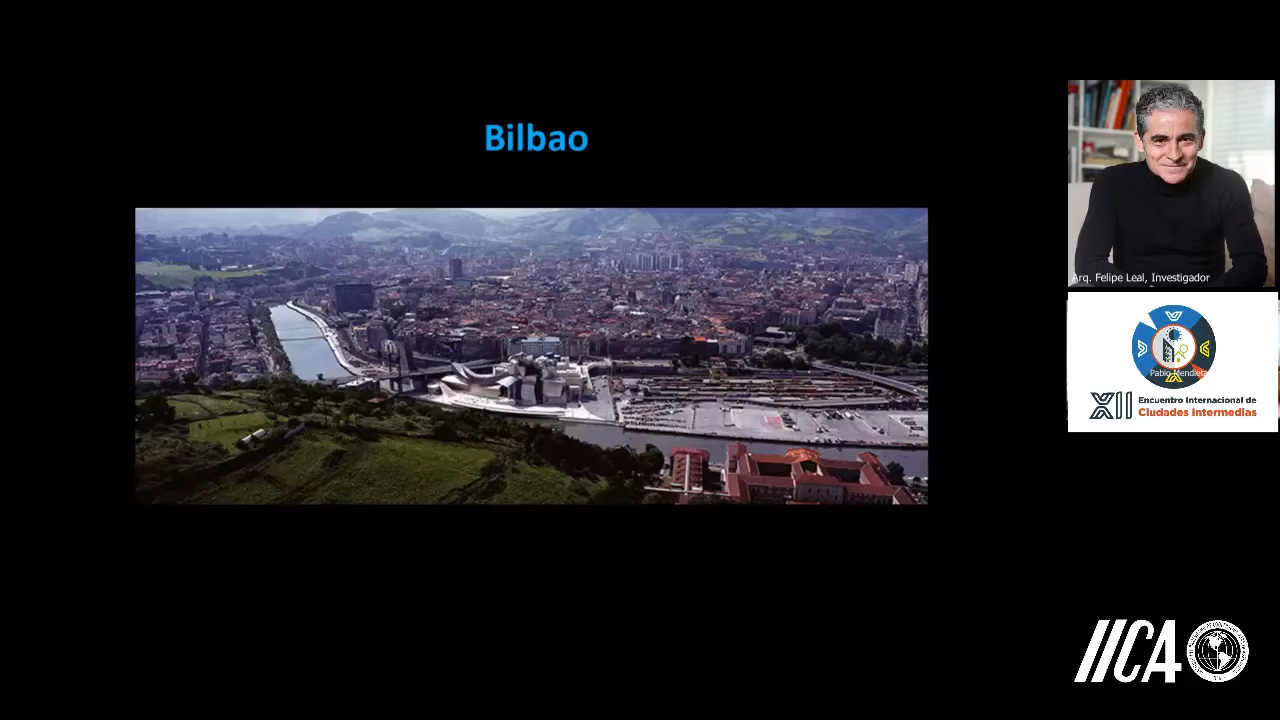 Bilbao
Arq. Felipe Leal, Investigador
Pablo Mendieta
XII
Encuentro Internacional de
Ciudades Intermedias
IICA